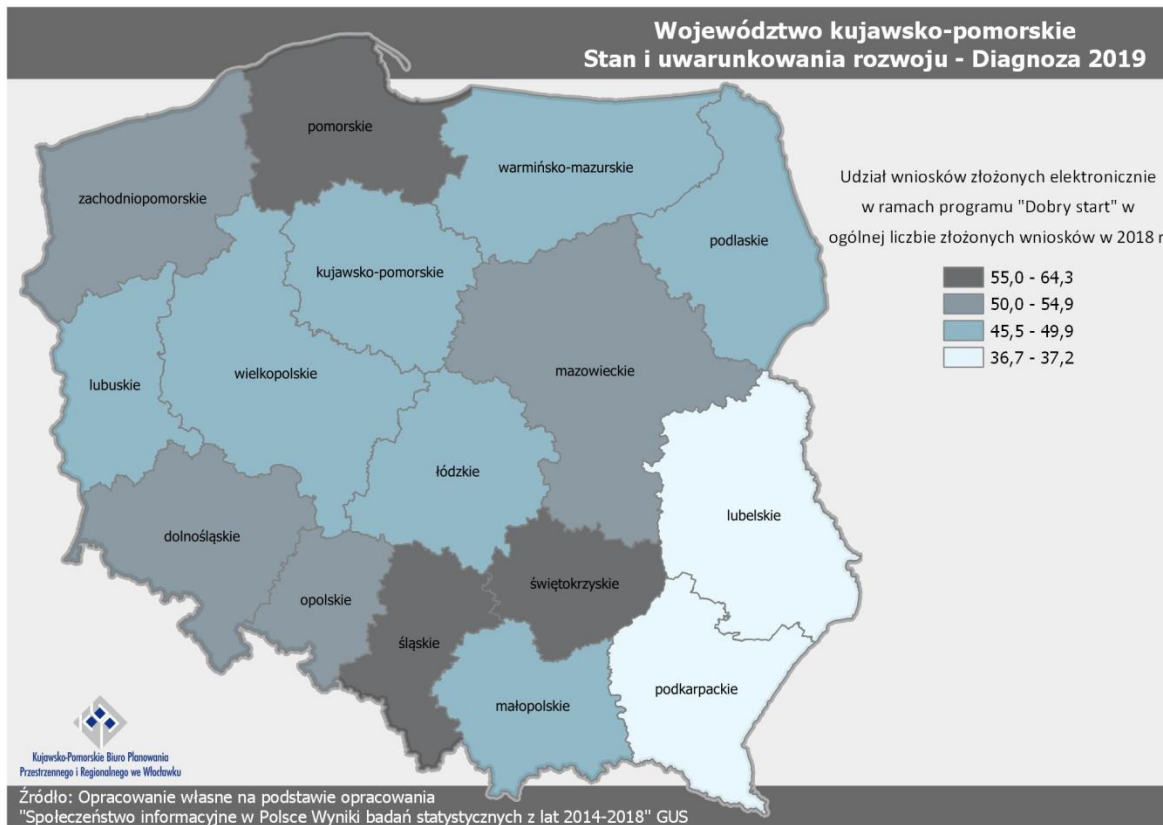 Województwo kujawsko-pomorskie
Stan i uwarunkowania rozwoju - Diagnoza 2019
pomorskie
warmińsko-mazurskie
zachodniopomorskie
podlaskie
kujawsko-pomorskie
mazowieckie
wielkopolskie
lubuskie
łódzkie
lubelskie
dolnośląskie
świętokrzyskie
opolskie
śląskie
podkarpackie
małopolskie
Udział wniosków złożonych elektronicznie
w ramach programu "Dobry start" w
ogólnej liczbie złożonych wniosków w 2018 r
55,0 - 64,3
50,0 - 54,9
45,5 - 49,9
36,7 - 37,2
Kujawsko-Pomorskie Biuro Planowania
Przestrzennego i Regionalnego we Włocławku
Źródło: Opracowanie własne na podstawie opracowania
"Społeczeństwo informacyjne w Polsce Wyniki badań statystycznych z lat 2014-2018" GUS